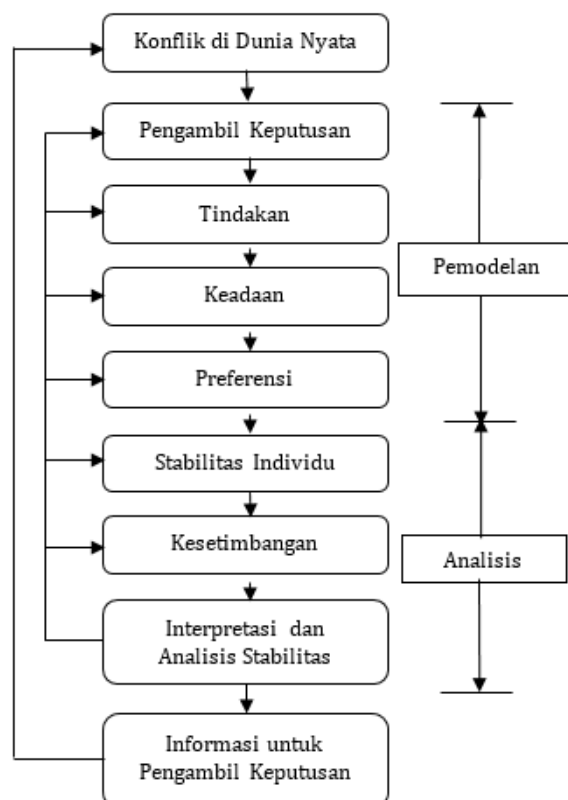 Konflik di Dunia Nyata
Pengambil Keputusan
Tindakan
Keadaan
Pemodelan
Preferensi
Stabilitas Individu
Kesetimbangan
Analisis
Interpretasi dan
Analisis Stabilitas
Informasi untuk
Pengambil Keputusan